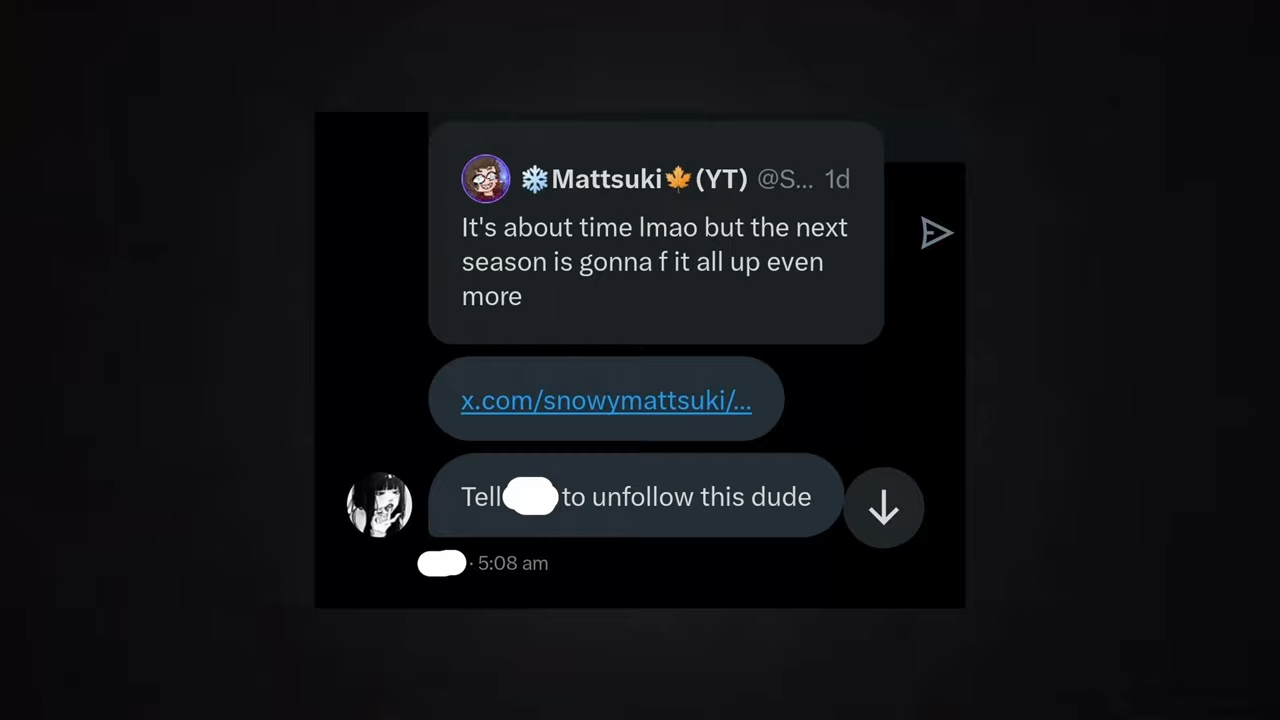 ❄️Mattsuki🍁(YT) @S... 1d
It's about time lmao but the next
season is gonna f it all up even
more
x.com/snowymattsuki/...
Tell to unfollow this dude
· 5:08 am